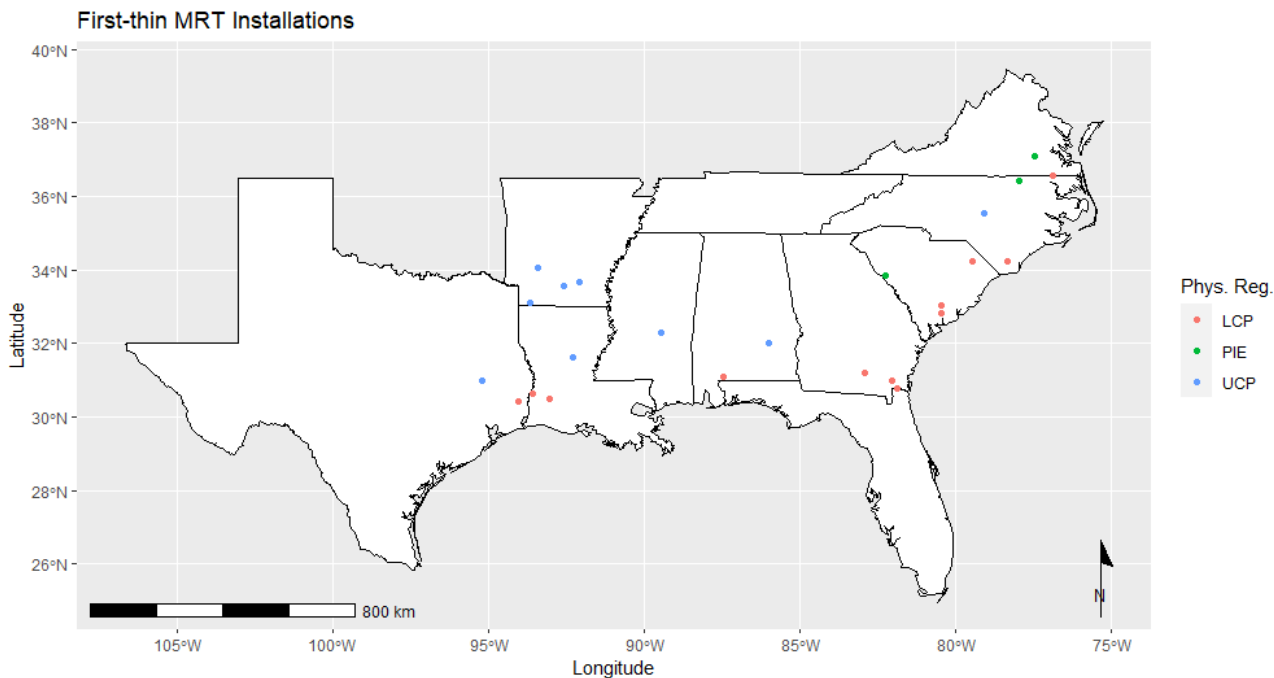 First-thin MRT Installations
40°N
38°N
36°N
34°N
32°N
30°N
28°N
26°N
Latitude
105°W
100°W
95°W
90°W
85°W
80°W
75°W
Longitude
800 km
N
Phys. Reg.
LCP
PIE
UCP